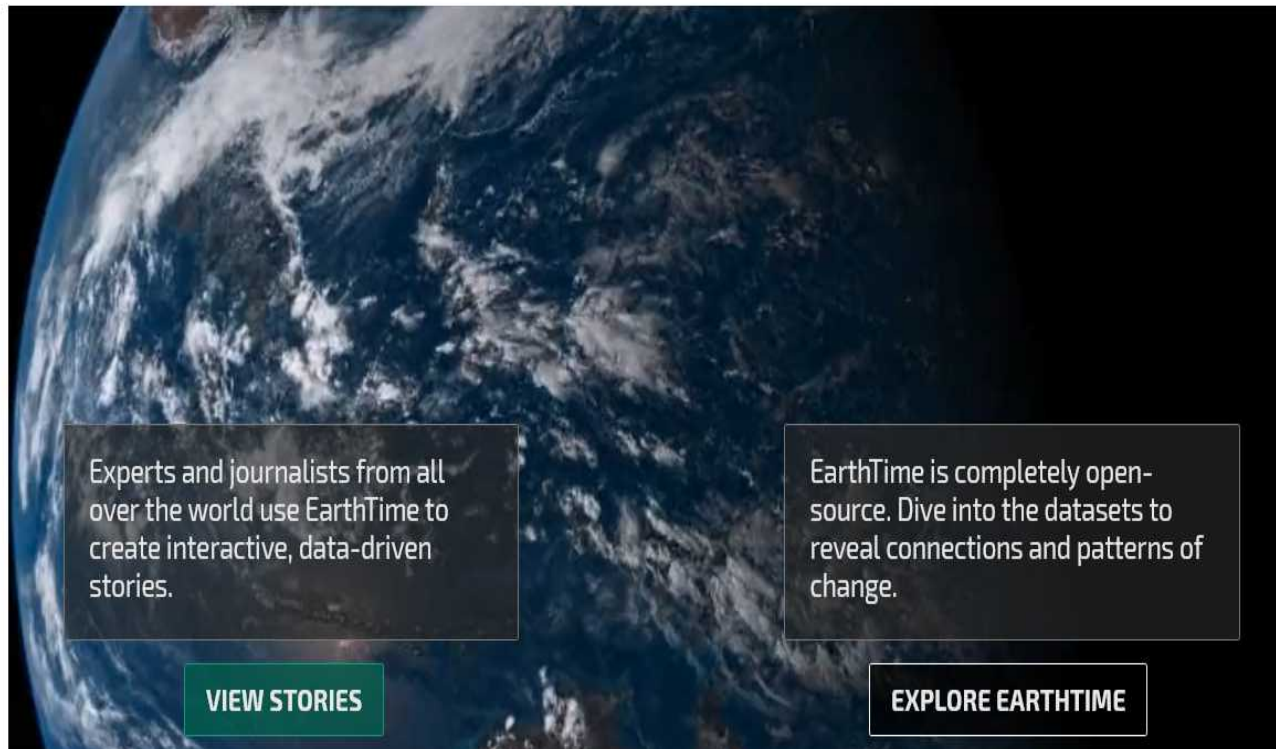 Experts and journalists from all
over the world use EarthTime to
create interactive, data-driven
stories.
VIEW STORIES
EarthTime is completely open-
source. Dive into the datasets to
reveal connections and patterns of
change.
EXPLORE EARTHTIME